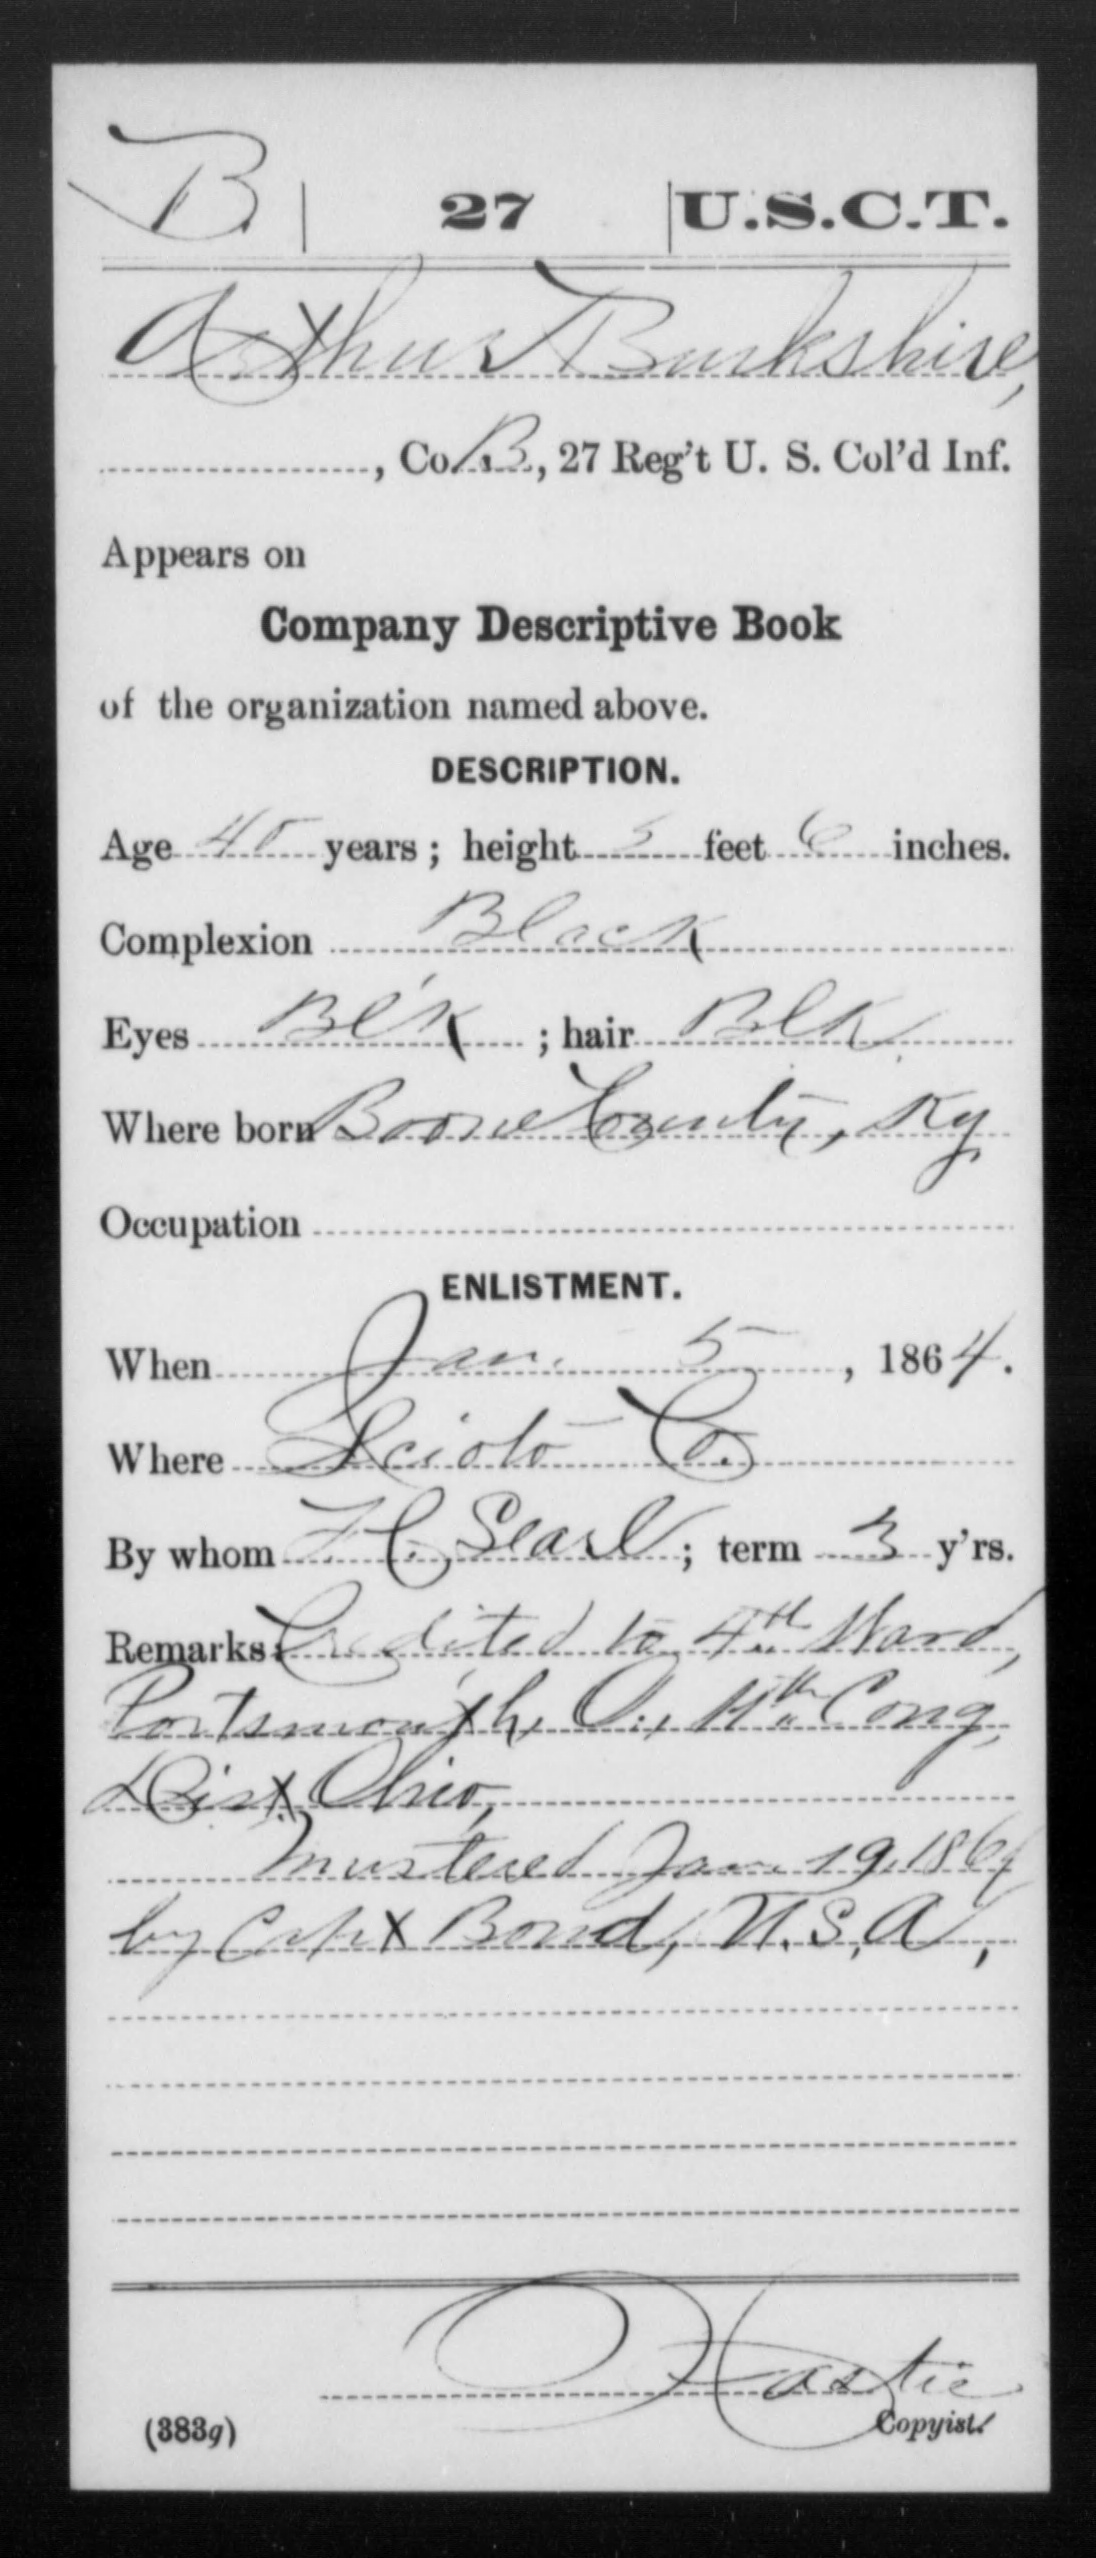 B | 27 | U.S.C.T.
Arthur Burkshire,
, Co. B, 27 Reg't U. S. Col'd Inf.
Appears on
Company Descriptive Book
of the organization named above.
DESCRIPTION.
Age 45 years; height 5 feet 6 inches.
Complexion Black
Eyes Bl'k; hair Blk
Where born Boone County, Ky
Occupation
ENLISTMENT.
When Jan. 5, 1864.
Where Scioto Co.
By whom F. C. Searl; term 3 y'rs.
Remarks: Credited to 4th Ward,
Portsmouth, O., 11th Cong,
Dist Ohio,
Mustered Jan. 19, 1864
by Capt Bond, U.S.A,
Hastie
(383g) Copyist.